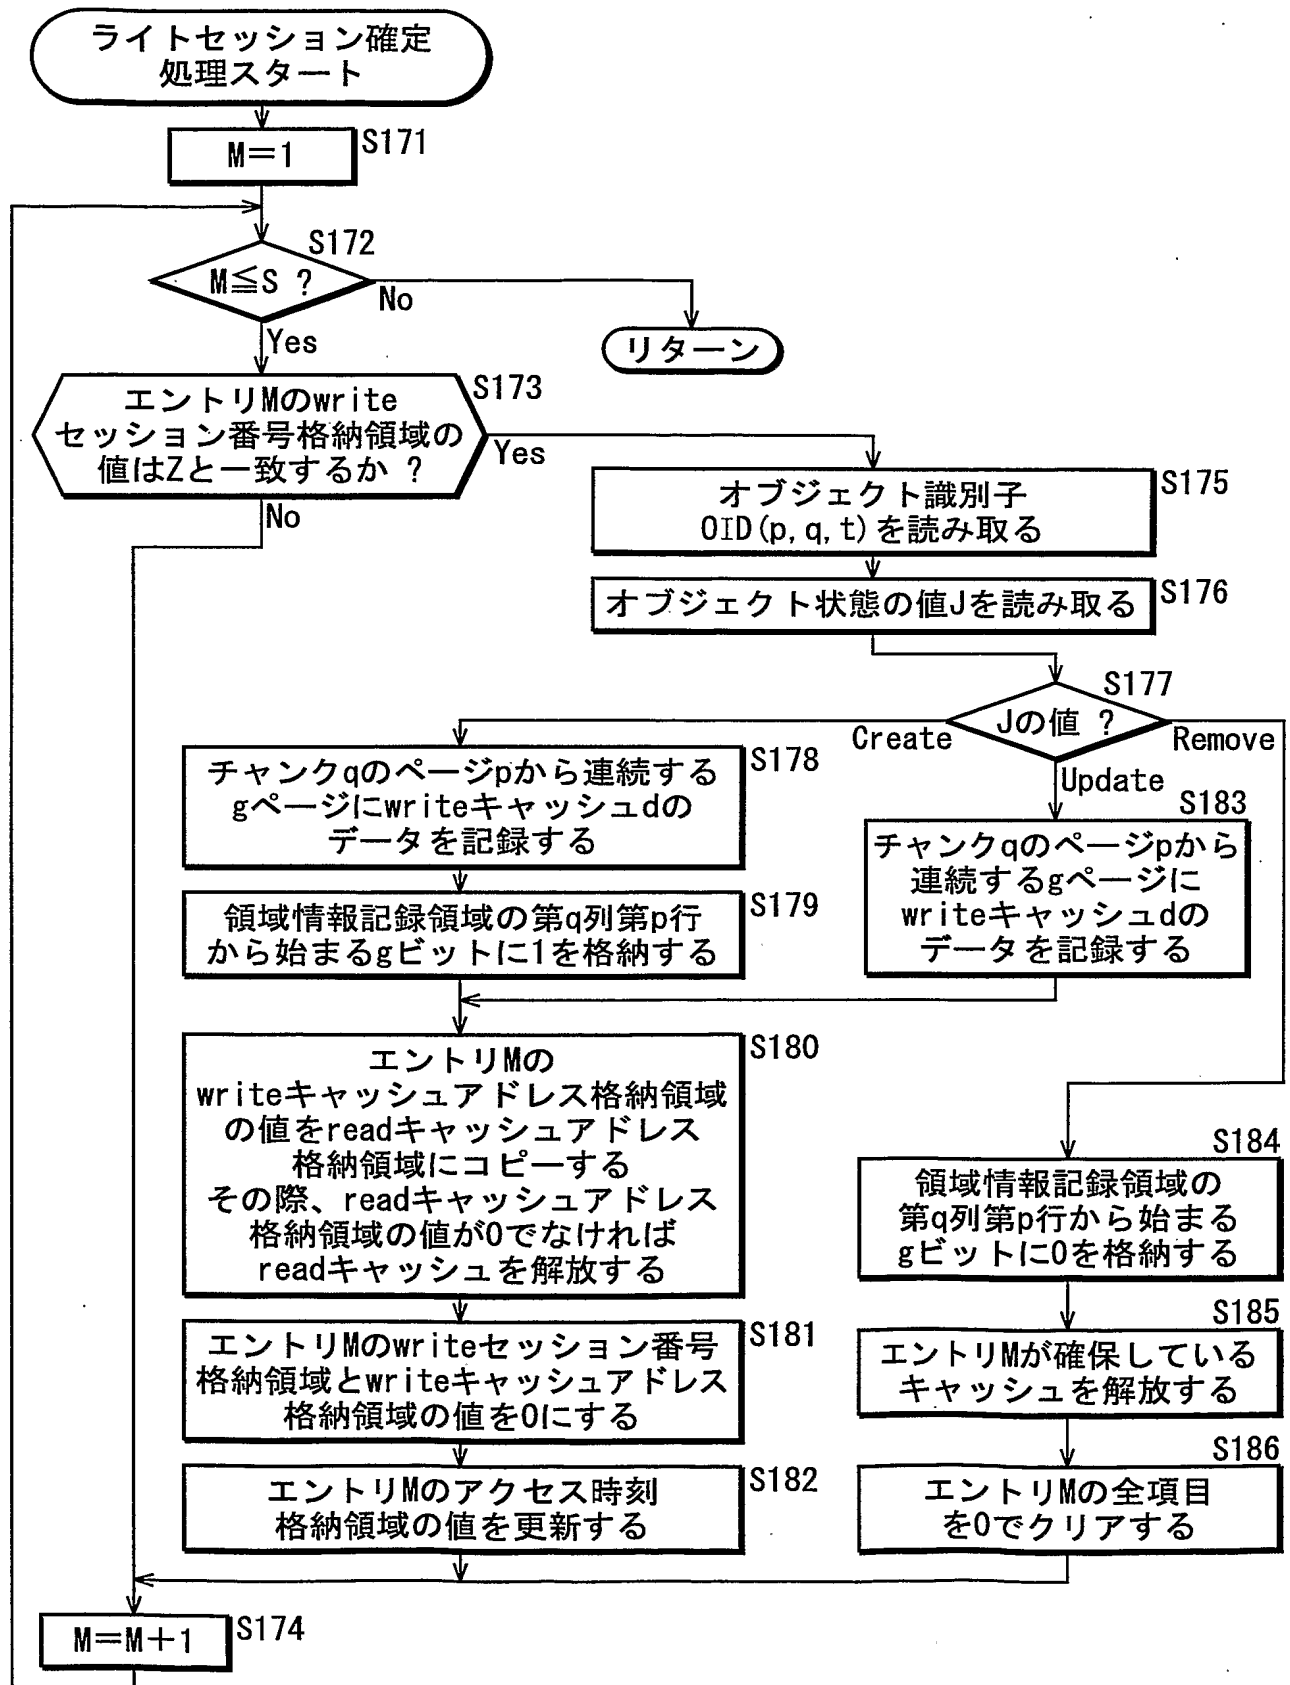 ライトセッション確定
処理スタート
M＝1
S171
S172
M≦S ?
No
Yes
リターン
エントリMのwrite
セッション番号格納領域の
値はZと一致するか ?
S173
Yes
No
オブジェクト識別子
OID(p,q,t)を読み取る
S175
オブジェクト状態の値Jを読み取る
S176
S177
Jの値 ?
Create
Remove
Update
チャンクqのページpから連続する
gページにwriteキャッシュdの
データを記録する
S178
S183
チャンクqのページpから
連続するgページに
writeキャッシュdの
データを記録する
領域情報記録領域の第q列第p行
から始まるgビットに1を格納する
S179
エントリMの
writeキャッシュアドレス格納領域
の値をreadキャッシュアドレス
格納領域にコピーする
その際、readキャッシュアドレス
格納領域の値が0でなければ
readキャッシュを解放する
S180
S184
領域情報記録領域の
第q列第p行から始まる
gビットに0を格納する
エントリMのwriteセッション番号
格納領域とwriteキャッシュアドレス
格納領域の値を0にする
S181
S185
エントリMが確保している
キャッシュを解放する
エントリMのアクセス時刻
格納領域の値を更新する
S182
S186
エントリMの全項目
を0でクリアする
M＝M＋1
S174